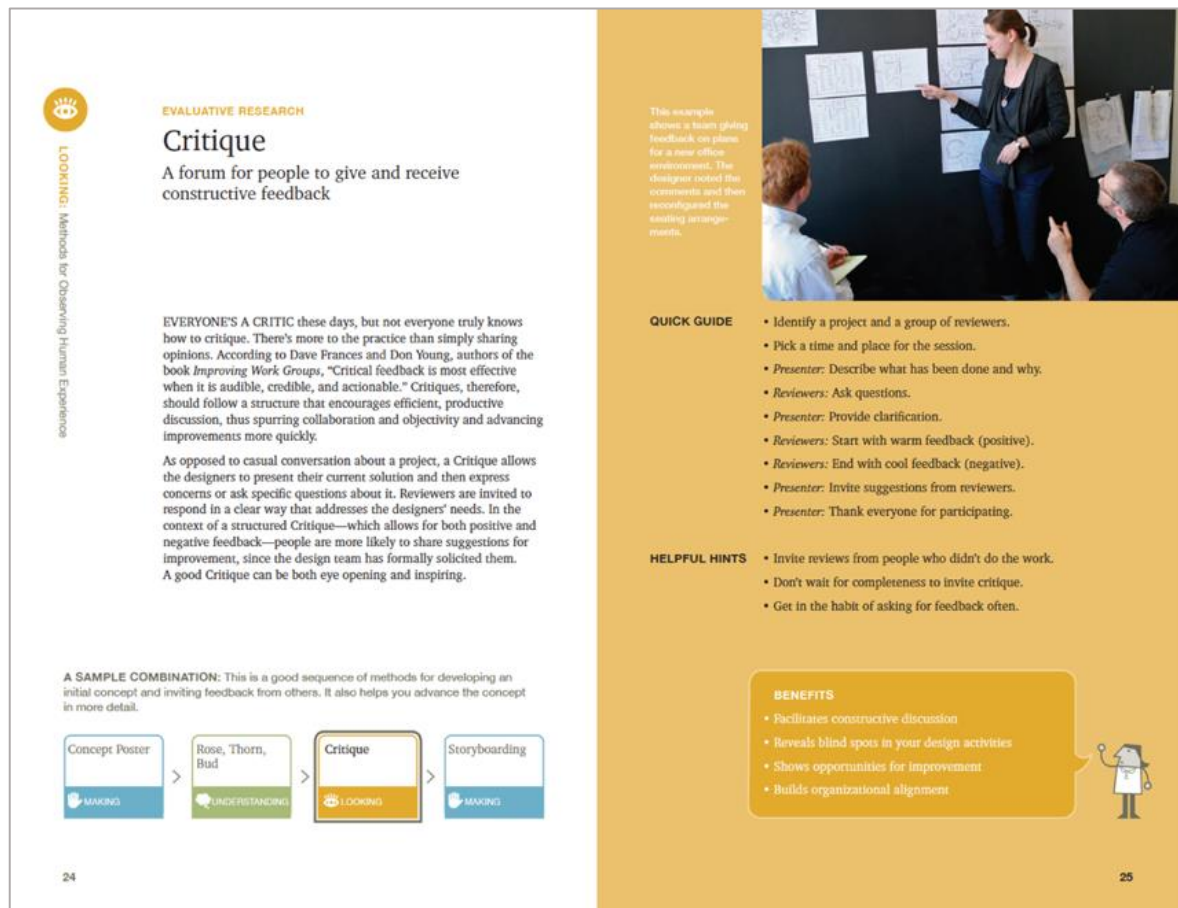 LOOKING: Methods for Observing Human Experience
EVALUATIVE RESEARCH
Critique
A forum for people to give and receive
constructive feedback
EVERYONE'S A CRITIC these days, but not everyone truly knows
how to critique. There's more to the practice than simply sharing
opinions. According to Dave Frances and Don Young, authors of the
book Improving Work Groups, “Critical feedback is most effective
when it is audible, credible, and actionable.” Critiques, therefore,
should follow a structure that encourages efficient, productive
discussion, thus spurring collaboration and objectivity and advancing
improvements more quickly.
As opposed to casual conversation about a project, a Critique allows
the designers to present their current solution and then express
concerns or ask specific questions about it. Reviewers are invited to
respond in a clear way that addresses the designers' needs. In the
context of a structured Critique—which allows for both positive and
negative feedback—people are more likely to share suggestions for
improvement, since the design team has formally solicited them.
A good Critique can be both eye opening and inspiring.
A SAMPLE COMBINATION: This is a good sequence of methods for developing an
initial concept and inviting feedback from others. It also helps you advance the concept
in more detail.
Concept Poster
MAKING
>
Rose, Thorn,
Bud
UNDERSTANDING
>
Critique
LOOKING
>
Storyboarding
MAKING
24
This example
shows a team giving
feedback on plans
for a new office
environment. The
designer noted the
comments and then
reconfigured the
seating arrange-
ments.
QUICK GUIDE
• Identify a project and a group of reviewers.
• Pick a time and place for the session.
• Presenter: Describe what has been done and why.
• Reviewers: Ask questions.
• Presenter: Provide clarification.
• Reviewers: Start with warm feedback (positive).
• Reviewers: End with cool feedback (negative).
• Presenter: Invite suggestions from reviewers.
• Presenter: Thank everyone for participating.
HELPFUL HINTS
• Invite reviews from people who didn't do the work.
• Don't wait for completeness to invite critique.
• Get in the habit of asking for feedback often.
BENEFITS
• Facilitates constructive discussion
• Reveals blind spots in your design activities
• Shows opportunities for improvement
• Builds organizational alignment
25